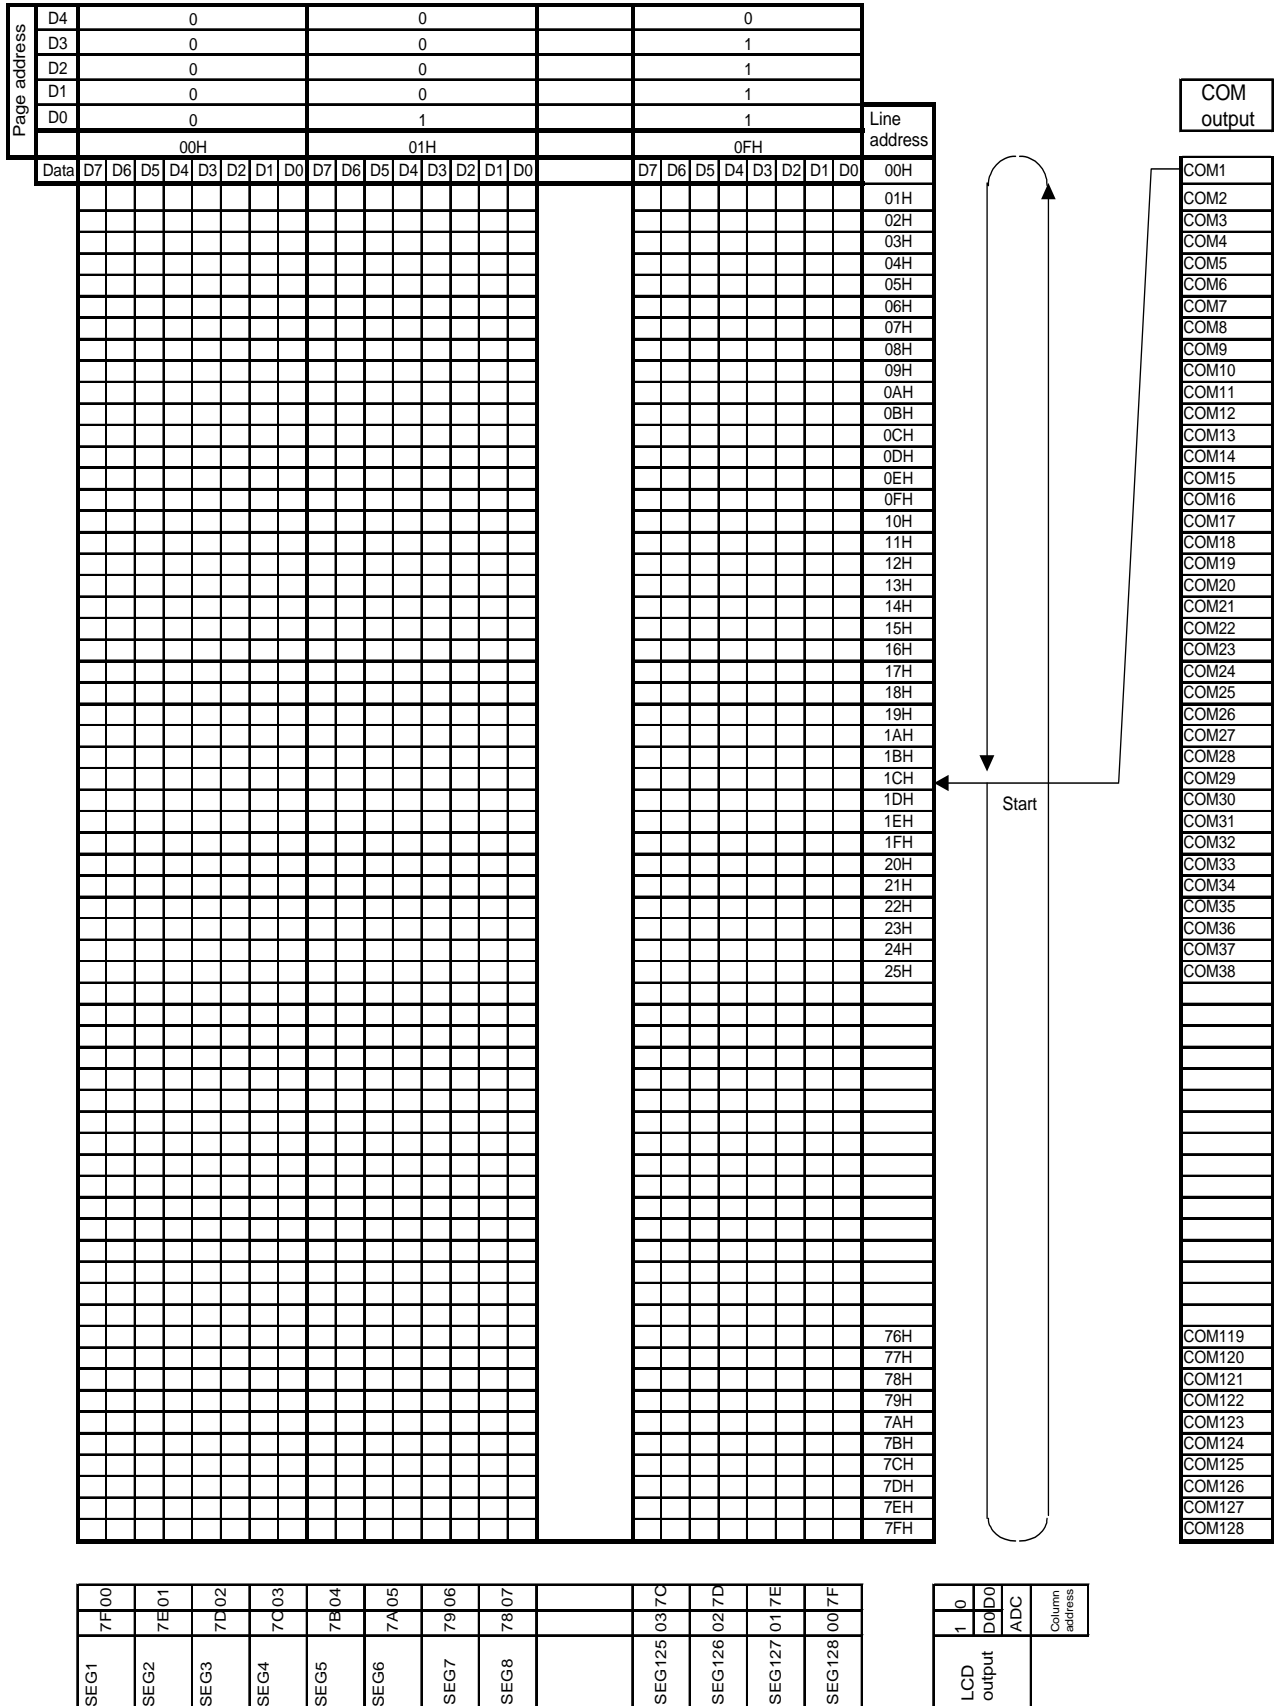 Page address
D4 0 0 0
D3 0 0 1
D2 0 0 1
D1 0 0 1
D0 0 1 1
00H 01H 0FH
Line address
COM output
Data D7 D6 D5 D4 D3 D2 D1 D0 D7 D6 D5 D4 D3 D2 D1 D0 D7 D6 D5 D4 D3 D2 D1 D0 00H COM1
01H COM2
02H COM3
03H COM4
04H COM5
05H COM6
06H COM7
07H COM8
08H COM9
09H COM10
0AH COM11
0BH COM12
0CH COM13
0DH COM14
0EH COM15
0FH COM16
10H COM17
11H COM18
12H COM19
13H COM20
14H COM21
15H COM22
16H COM23
17H COM24
18H COM25
19H COM26
1AH COM27
1BH COM28
1CH COM29
1DH Start COM30
1EH COM31
1FH COM32
20H COM33
21H COM34
22H COM35
23H COM36
24H COM37
25H COM38
76H COM119
77H COM120
78H COM121
79H COM122
7AH COM123
7BH COM124
7CH COM125
7DH COM126
7EH COM127
7FH COM128
00 01 02 03 04 05 06 07 7C 7D 7E 7F 0 D0 ADC Column address
7F 7E 7D 7C 7B 7A 79 78 03 02 01 00 1 D0
SEG1 SEG2 SEG3 SEG4 SEG5 SEG6 SEG7 SEG8 SEG125 SEG126 SEG127 SEG128 LCD output